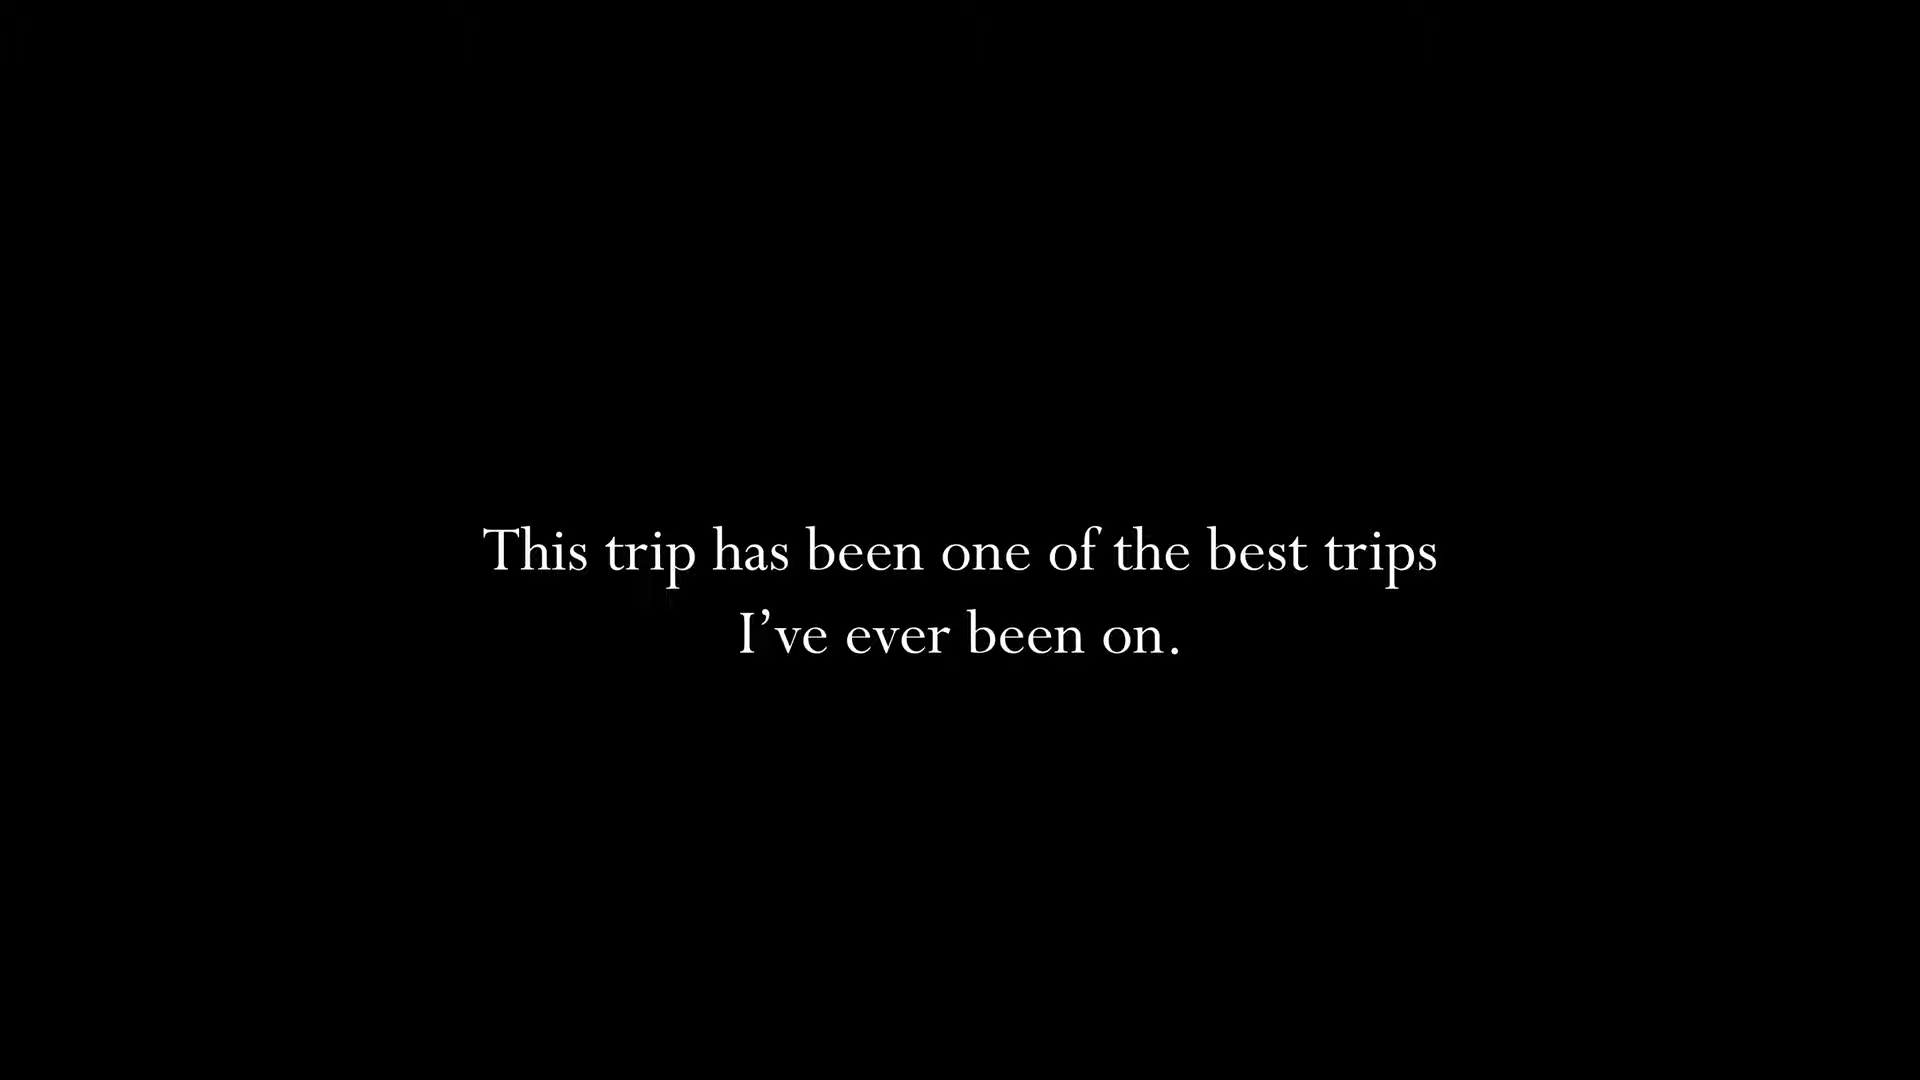 This trip has been one of the best trips
I’ve ever been on.